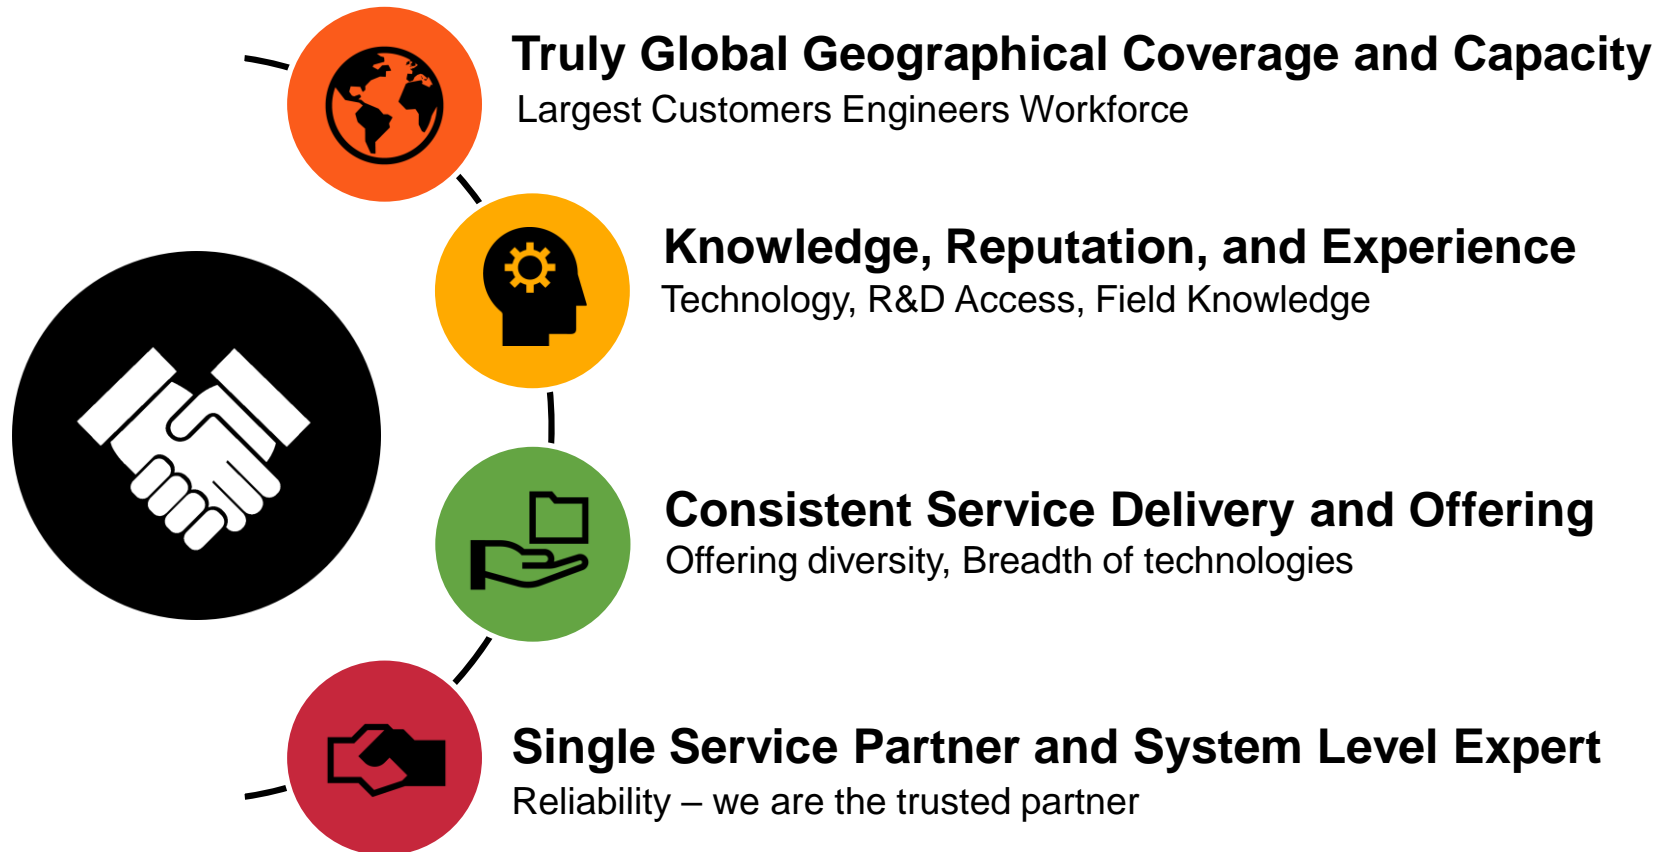 Truly Global Geographical Coverage and Capacity
Largest Customers Engineers Workforce
Knowledge, Reputation, and Experience
Technology, R&D Access, Field Knowledge
Consistent Service Delivery and Offering
Offering diversity, Breadth of technologies
Single Service Partner and System Level Expert
Reliability – we are the trusted partner